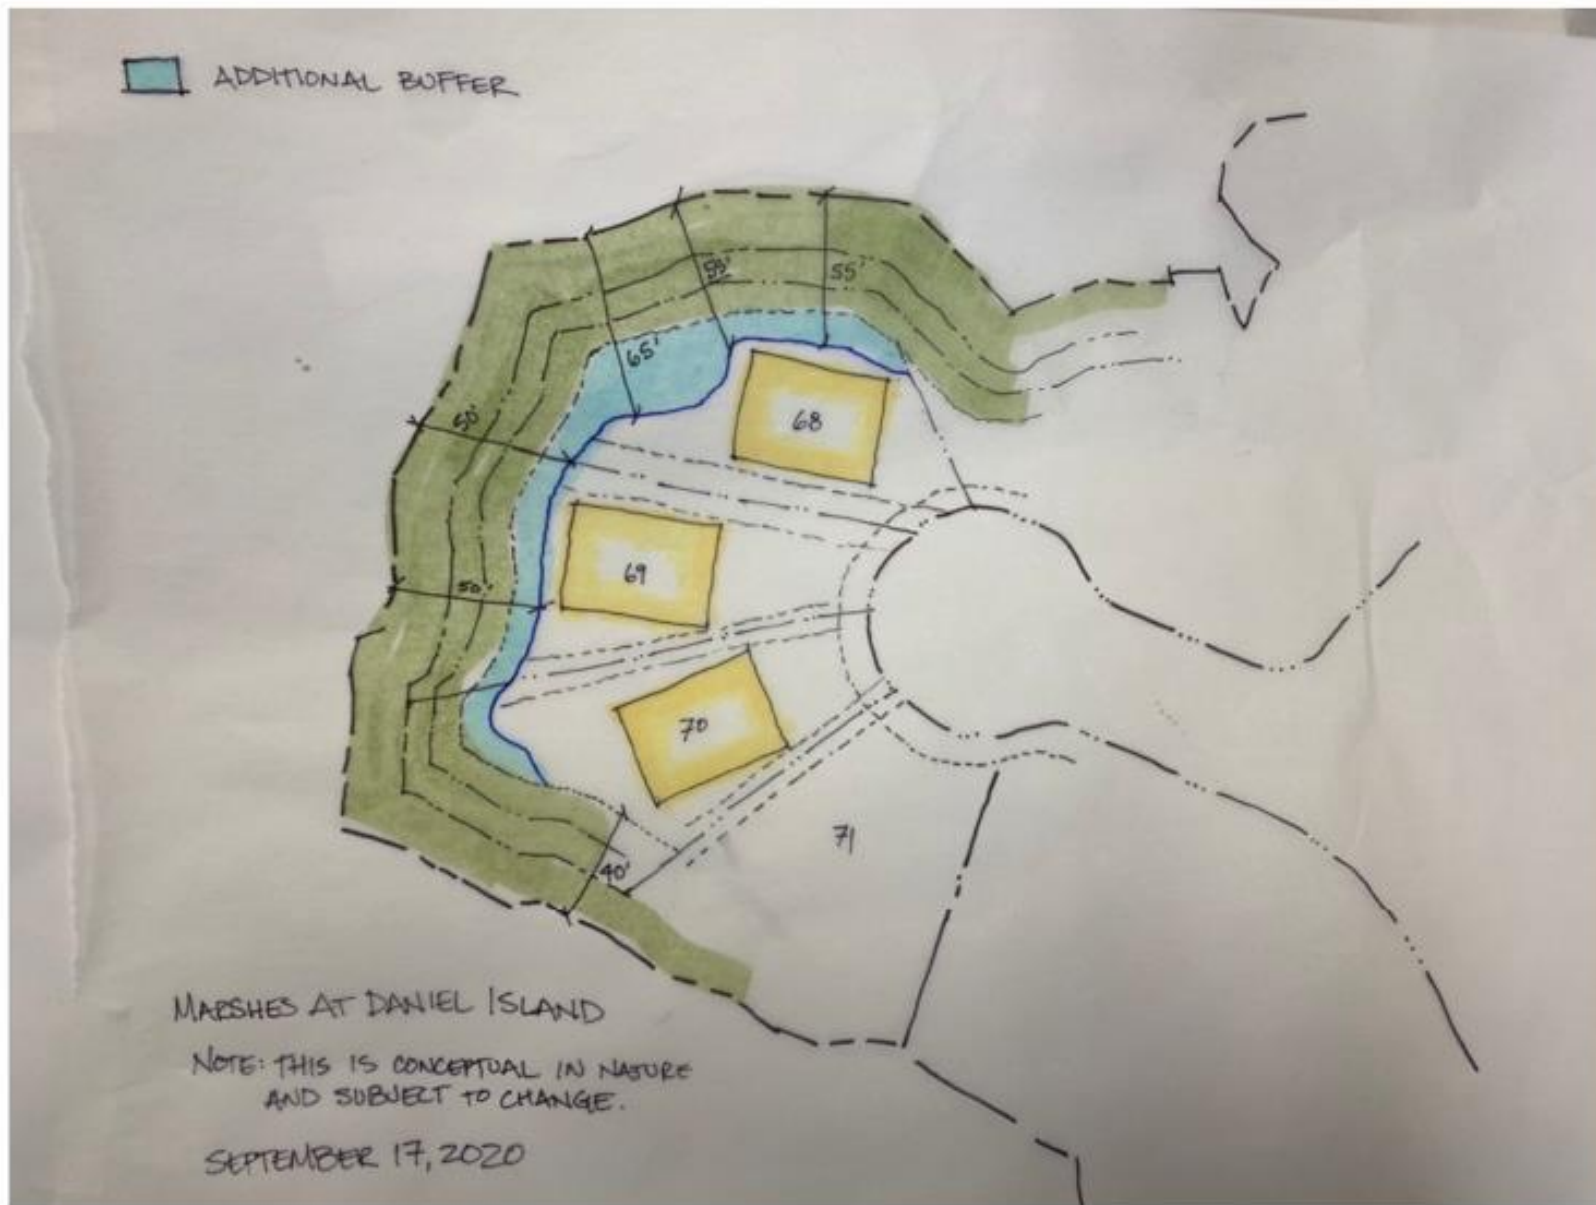 ADDITIONAL BUFFER
55'
55'
65'
50'
68
69
50'
70
71
40'
MARSHES AT DANIEL ISLAND
NOTE: THIS IS CONCEPTUAL IN NATURE
AND SUBJECT TO CHANGE.
SEPTEMBER 17, 2020